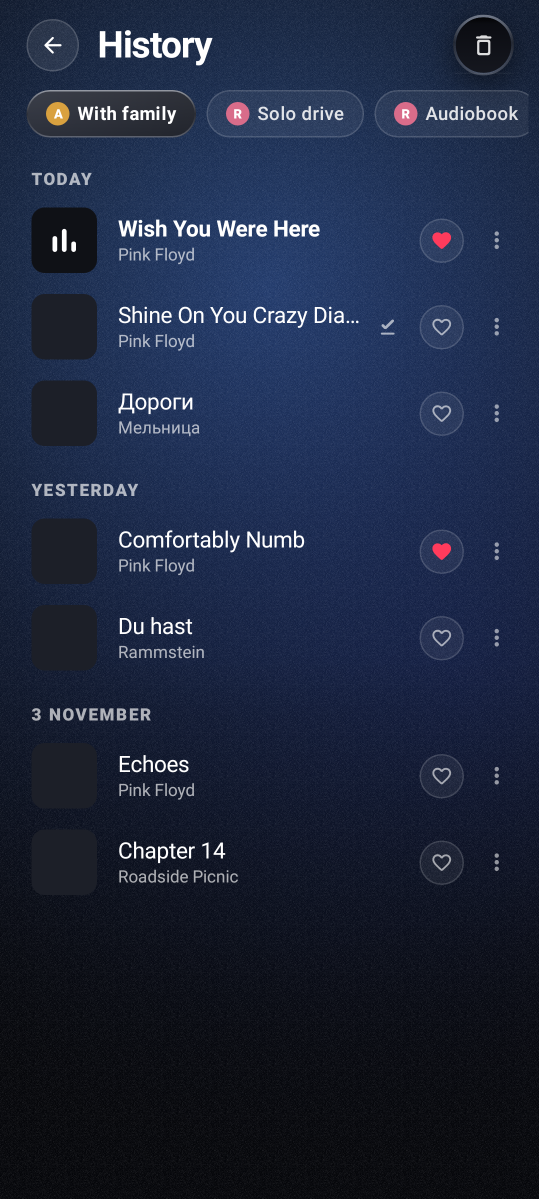 History
A With family
R Solo drive
R Audiobook
TODAY
Wish You Were Here
Pink Floyd
Shine On You Crazy Dia...
Pink Floyd
Дороги
Мельница
YESTERDAY
Comfortably Numb
Pink Floyd
Du hast
Rammstein
3 NOVEMBER
Echoes
Pink Floyd
Chapter 14
Roadside Picnic